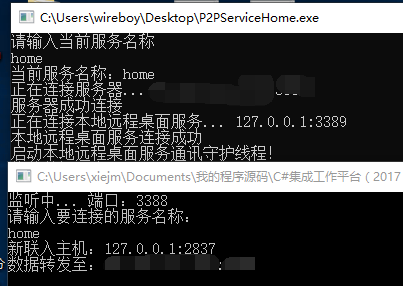 C:\Users\wireboy\Desktop\P2PServiceHome.exe
请输入当前服务名称
home
当前服务名称：home
正在连接服务器...
服务器成功连接
正在连接本地远程桌面服务... 127.0.0.1:3389
本地远程桌面服务连接成功
启动本地远程桌面服务通讯守护线程！
C:\Users\xiejm\Documents\我的程序源码\C#集成工作平台（2017
监听中... 端口：3388
请输入要连接的服务名称：
home
新联入主机：127.0.0.1:2837
数据转发至：